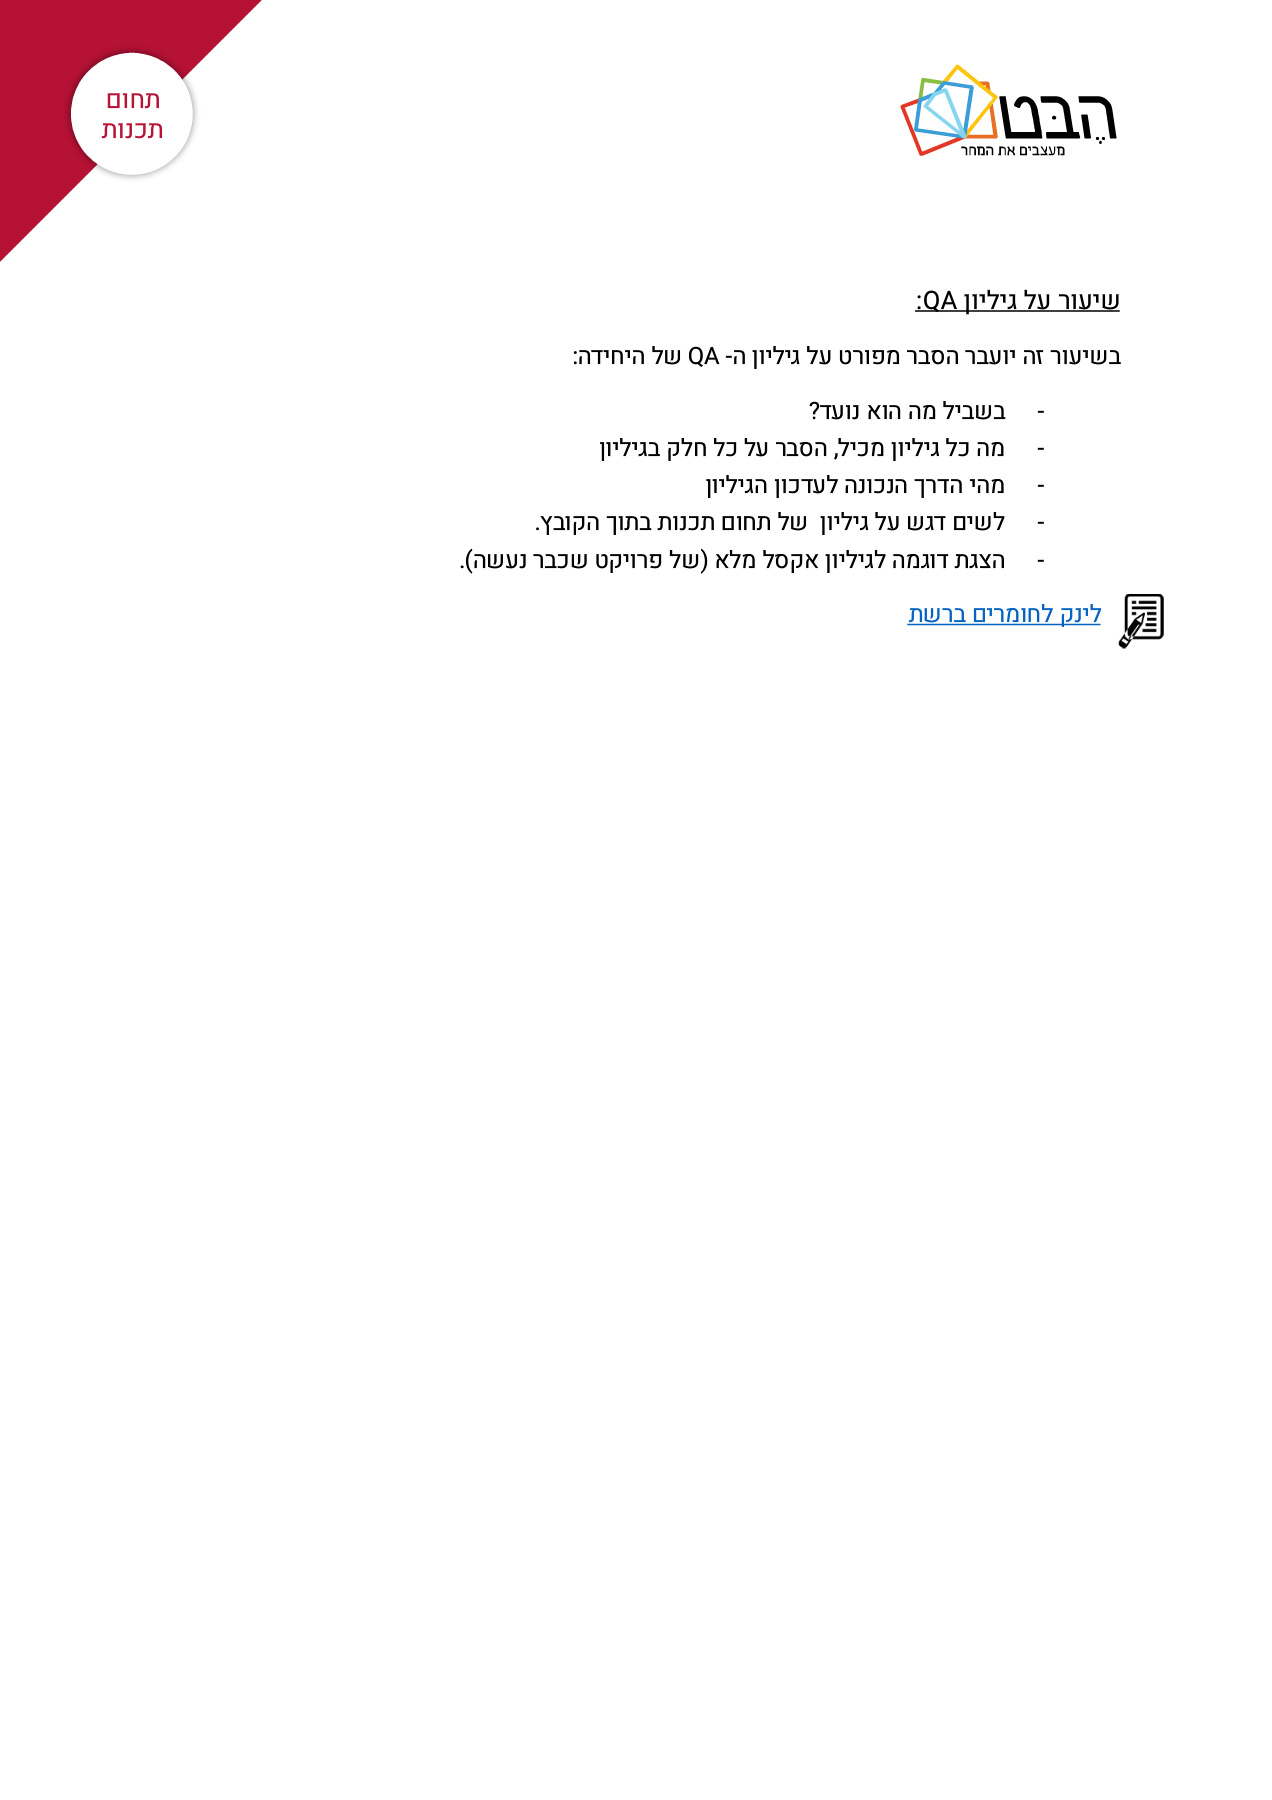 תחום
תכנות
הֶבּט
מעצבים את המחר
שיעור על גיליון QA:
בשיעור זה יועבר הסבר מפורט על גיליון ה- QA של היחידה:
- בשביל מה הוא נועד?
- מה כל גיליון מכיל, הסבר על כל חלק בגיליון
- מהי הדרך הנכונה לעדכון הגיליון
- לשים דגש על גיליון  של תחום תכנות בתוך הקובץ.
- הצגת דוגמה לגיליון אקסל מלא (של פרויקט שכבר נעשה).
לינק לחומרים ברשת